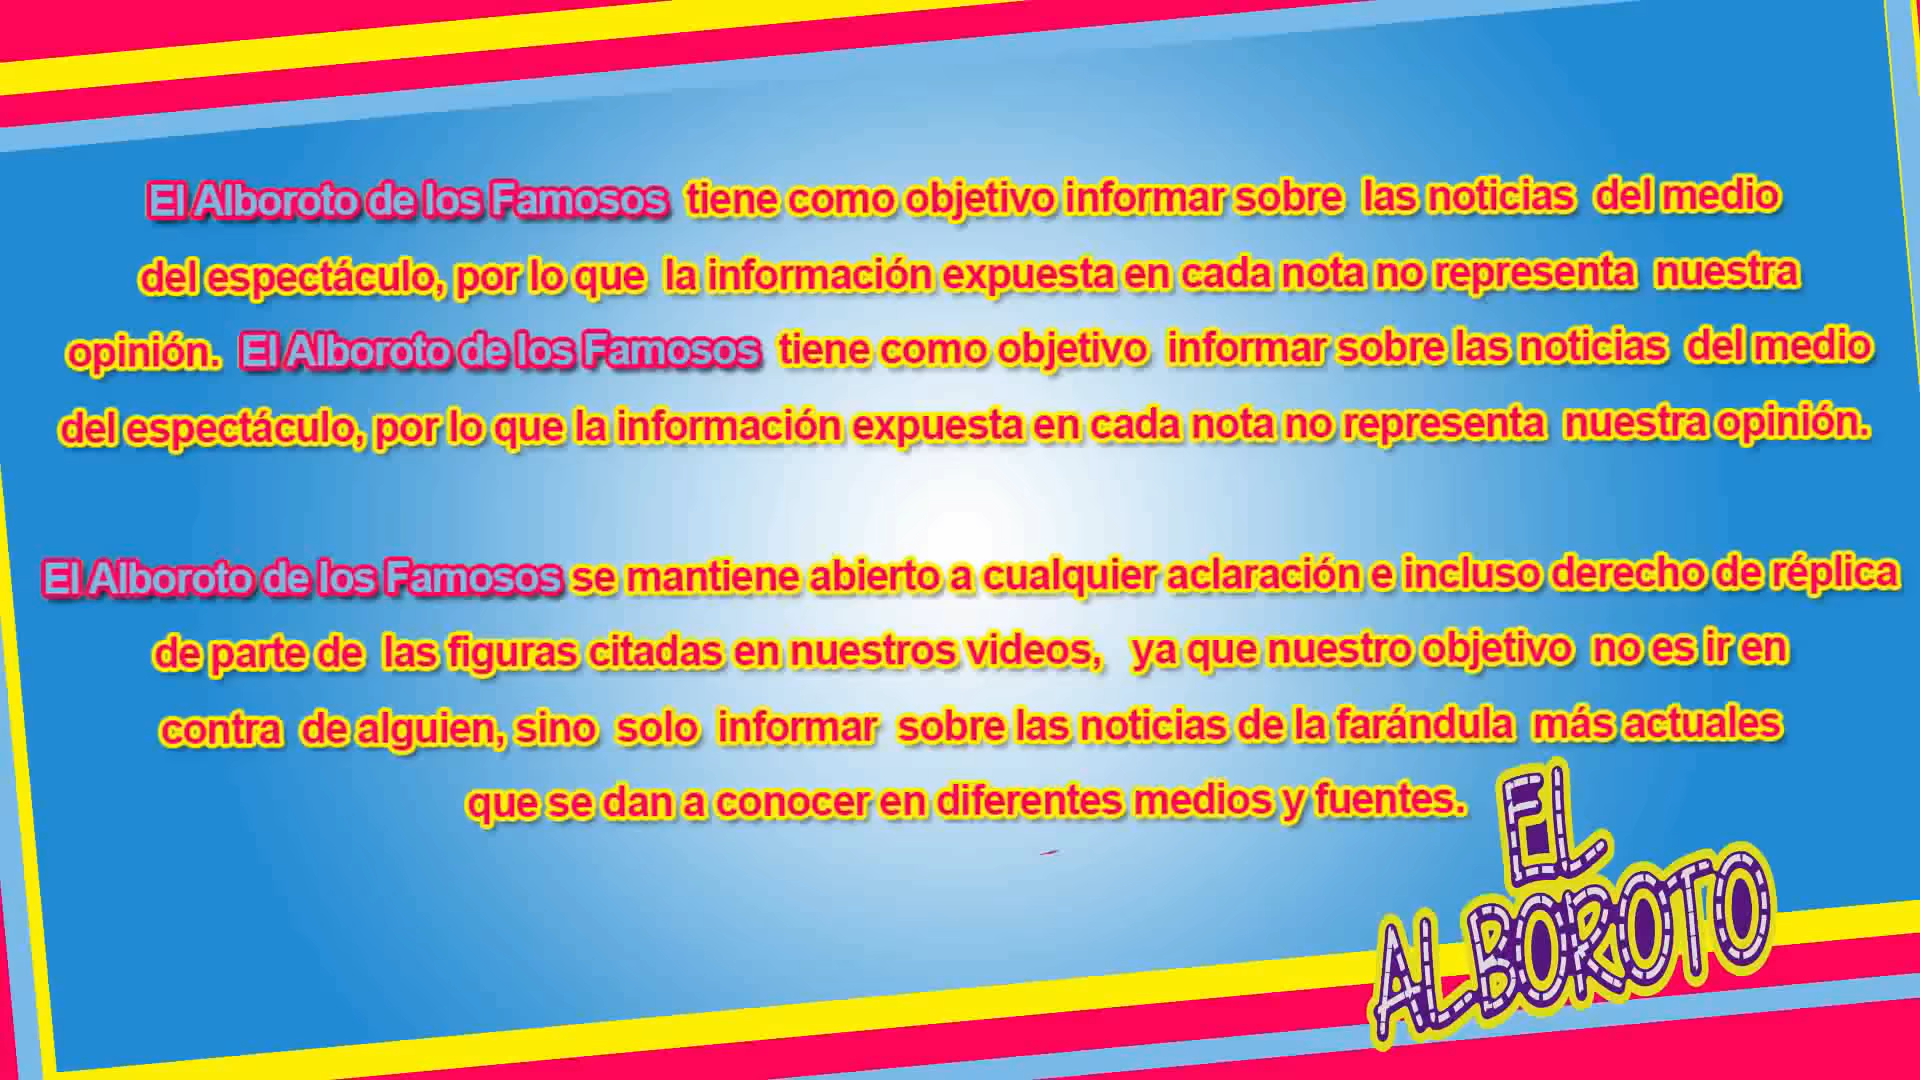 El Alboroto de los Famosos tiene como objetivo informar sobre las noticias del medio
del espectáculo, por lo que la información expuesta en cada nota no representa nuestra
opinión. El Alboroto de los Famosos tiene como objetivo informar sobre las noticias del medio
del espectáculo, por lo que la información expuesta en cada nota no representa nuestra opinión.
El Alboroto de los Famosos se mantiene abierto a cualquier aclaración e incluso derecho de réplica
de parte de las figuras citadas en nuestros videos, ya que nuestro objetivo no es ir en
contra de alguien, sino solo informar sobre las noticias de la farándula más actuales
que se dan a conocer en diferentes medios y fuentes.
EL
ALBOROTO